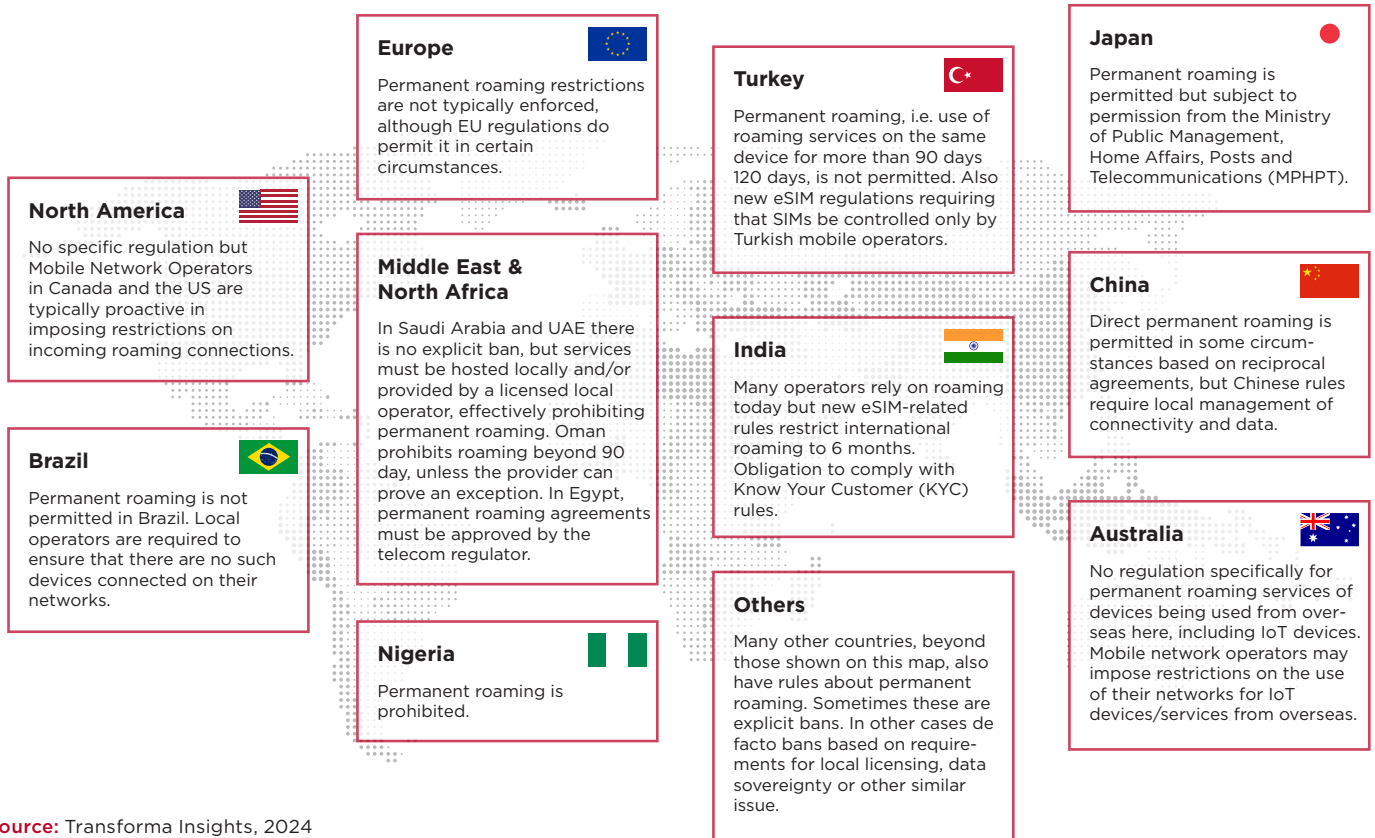 Europe
Permanent roaming restrictions
are not typically enforced,
although EU regulations do
permit it in certain
circumstances.
Turkey
Permanent roaming, i.e. use of
roaming services on the same
device for more than 90 days
120 days, is not permitted. Also
new eSIM regulations requiring
that SIMs be controlled only by
Turkish mobile operators.
Japan
Permanent roaming is
permitted but subject to
permission from the Ministry
of Public Management,
Home Affairs, Posts and
Telecommunications (MPHPT).
North America
No specific regulation but
Mobile Network Operators
in Canada and the US are
typically proactive in
imposing restrictions on
incoming roaming connections.
Middle East &
North Africa
In Saudi Arabia and UAE there
is no explicit ban, but services
must be hosted locally and/or
provided by a licensed local
operator, effectively prohibiting
permanent roaming. Oman
prohibits roaming beyond 90
day, unless the provider can
prove an exception. In Egypt,
permanent roaming agreements
must be approved by the
telecom regulator.
India
Many operators rely on roaming
today but new eSIM-related
rules restrict international
roaming to 6 months.
Obligation to comply with
Know Your Customer (KYC)
rules.
China
Direct permanent roaming is
permitted in some circum-
stances based on reciprocal
agreements, but Chinese rules
require local management of
connectivity and data.
Brazil
Permanent roaming is not
permitted in Brazil. Local
operators are required to
ensure that there are no such
devices connected on their
networks.
Nigeria
Permanent roaming is
prohibited.
Others
Many other countries, beyond
those shown on this map, also
have rules about permanent
roaming. Sometimes these are
explicit bans. In other cases de
facto bans based on require-
ments for local licensing, data
sovereignty or other similar
issue.
Australia
No regulation specifically for
permanent roaming services of
devices being used from over-
seas here, including IoT devices.
Mobile network operators may
impose restrictions on the use
of their networks for IoT
devices/services from overseas.
ource: Transforma Insights, 2024